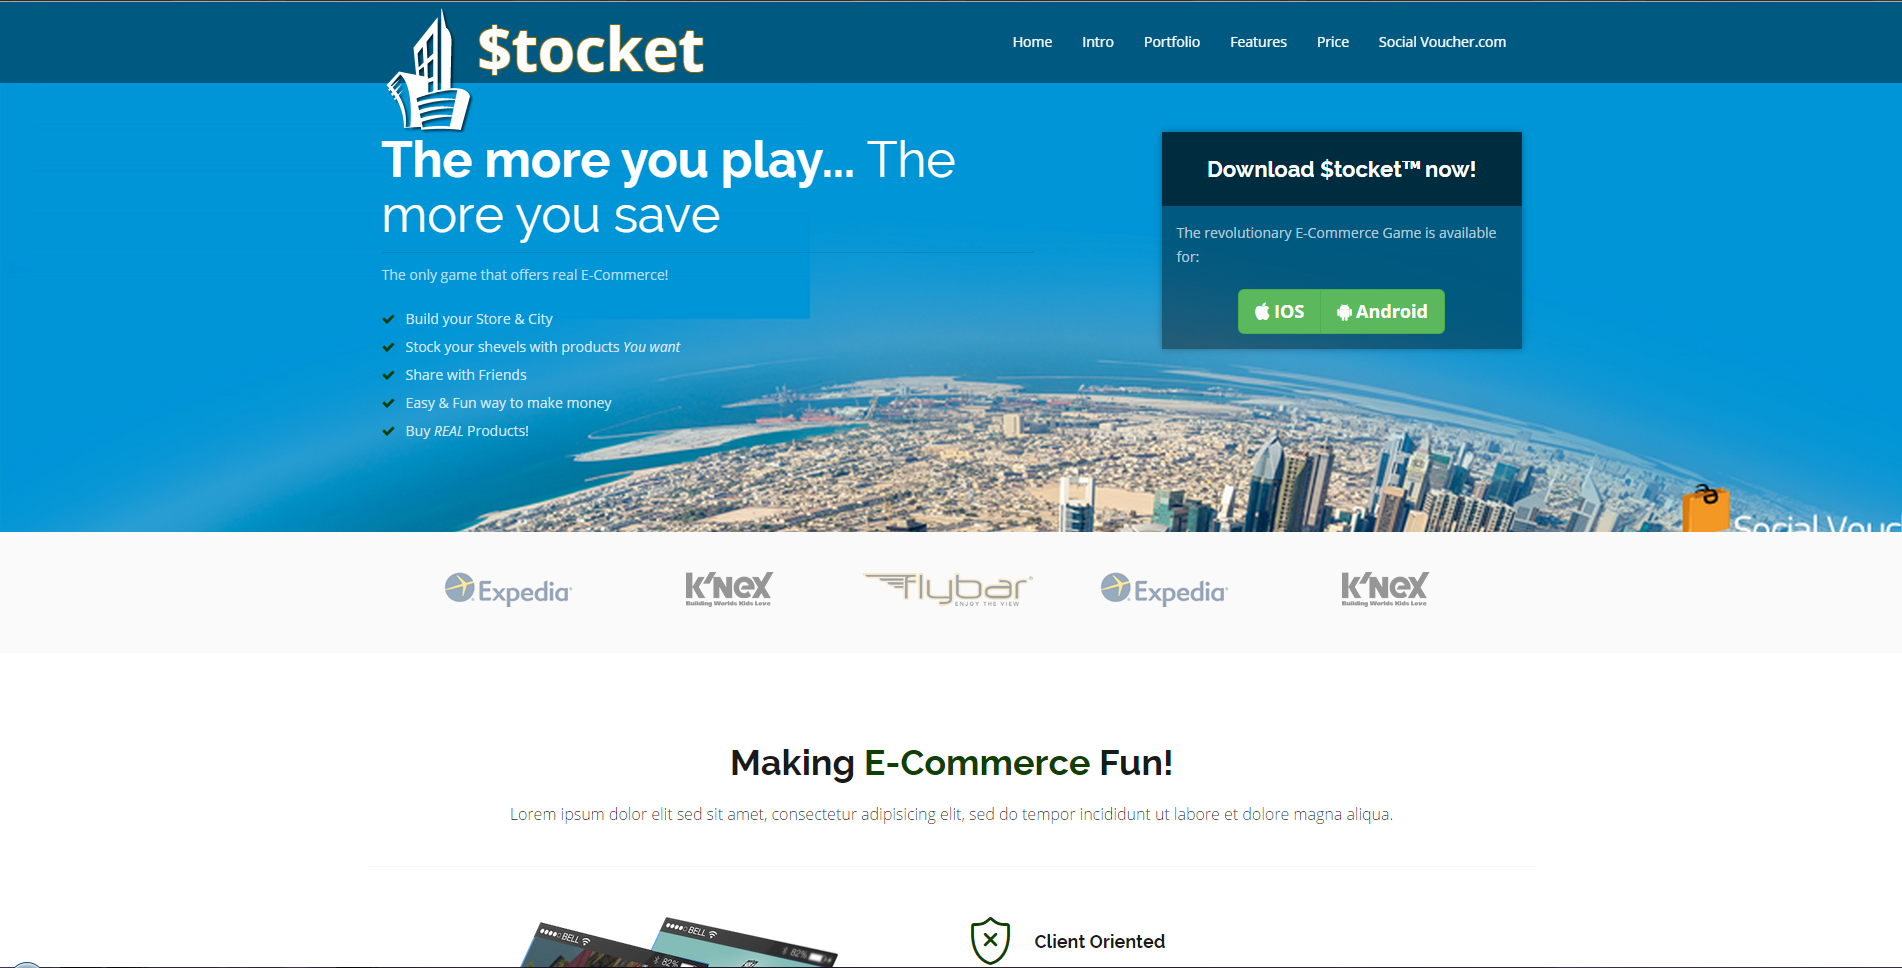 $tocket
Home Intro Portfolio Features Price Social Voucher.com
The more you play... The
more you save
The only game that offers real E-Commerce!
Build your Store & City
Stock your shevels with products You want
Share with Friends
Easy & Fun way to make money
Buy REAL Products!
Download $tocket™ now!
The revolutionary E-Commerce Game is available
for:
IOS Android
Social Vouc
Expedia
K'NEX
Building Worlds Kids Love
flybar
ENJOY THE VIEW
Expedia
K'NEX
Building Worlds Kids Love
Making E-Commerce Fun!
Lorem ipsum dolor elit sed sit amet, consectetur adipisicing elit, sed do tempor incididunt ut labore et dolore magna aliqua.
BELL 82%
BELL 82%
Client Oriented